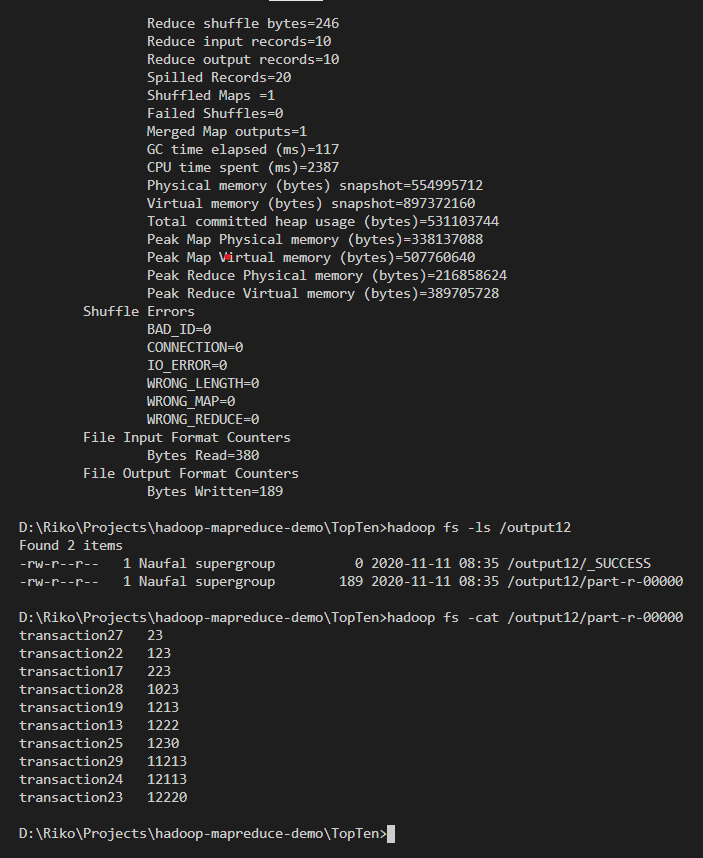 Reduce shuffle bytes=246
Reduce input records=10
Reduce output records=10
Spilled Records=20
Shuffled Maps =1
Failed Shuffles=0
Merged Map outputs=1
GC time elapsed (ms)=117
CPU time spent (ms)=2387
Physical memory (bytes) snapshot=554995712
Virtual memory (bytes) snapshot=897372160
Total committed heap usage (bytes)=531103744
Peak Map Physical memory (bytes)=338137088
Peak Map Virtual memory (bytes)=507760640
Peak Reduce Physical memory (bytes)=216858624
Peak Reduce Virtual memory (bytes)=389705728
Shuffle Errors
BAD_ID=0
CONNECTION=0
IO_ERROR=0
WRONG_LENGTH=0
WRONG_MAP=0
WRONG_REDUCE=0
File Input Format Counters
Bytes Read=380
File Output Format Counters
Bytes Written=189
D:\Riko\Projects\hadoop-mapreduce-demo\TopTen>hadoop fs -ls /output12
Found 2 items
-rw-r--r--   1 Naufal supergroup          0 2020-11-11 08:35 /output12/_SUCCESS
-rw-r--r--   1 Naufal supergroup        189 2020-11-11 08:35 /output12/part-r-00000
D:\Riko\Projects\hadoop-mapreduce-demo\TopTen>hadoop fs -cat /output12/part-r-00000
transaction27   23
transaction22   123
transaction17   223
transaction28   1023
transaction19   1213
transaction13   1222
transaction25   1230
transaction29   11213
transaction24   12113
transaction23   12220
D:\Riko\Projects\hadoop-mapreduce-demo\TopTen>